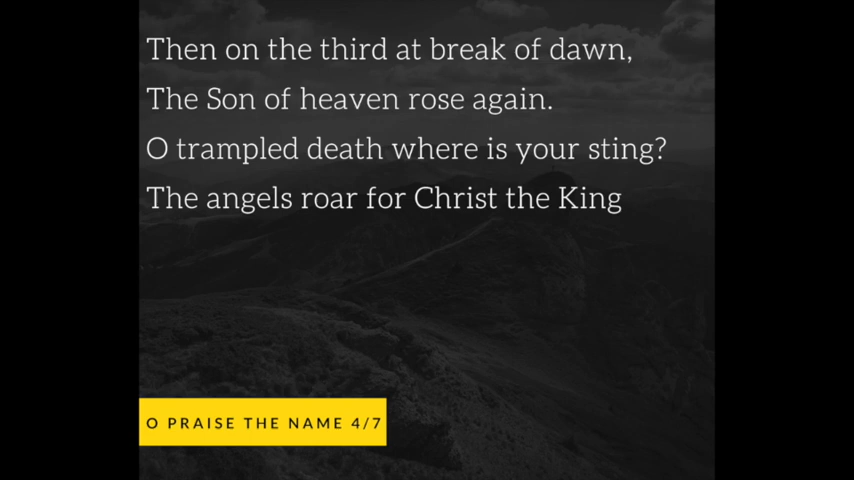 Then on the third at break of dawn,
The Son of heaven rose again.
O trampled death where is your sting?
The angels roar for Christ the King
O PRAISE THE NAME 4/7